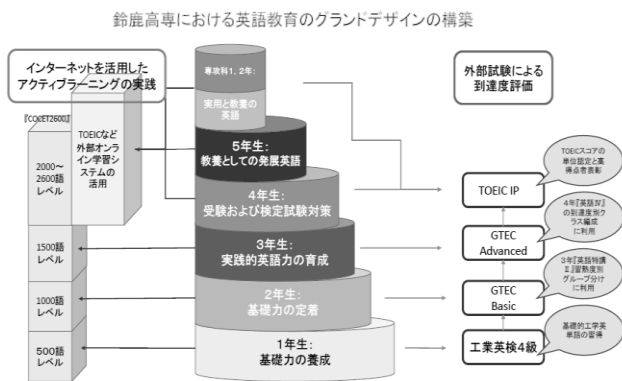 鈴鹿高専における英語教育のグランドデザインの構築
インターネットを活用した
アクティブラーニングの実践
『COCET2600』
2000～
2600語
レベル
1500語
レベル
1000語
レベル
500語
レベル
TOEICなど
外部オンラ
イン学習シ
ステムの
活用
専攻科1,2年:
実用と教養の
英語
5年生:
教養としての発展英語
4年生:
受験および検定試験対策
3年生:
実践的英語力の育成
2年生:
基礎力の定着
1年生:
基礎力の養成
外部試験による
到達度評価
TOEIC IP
GTEC
Advanced
GTEC
Basic
工業英検4級
TOEICスコアの
単位認定と高
得点者表彰
4年『英語Ⅳ』
の到達度別ク
ラス編成
に利用
3年『英語特講
Ⅱ』習熟度別
グループ分けに利用
基礎的工学英
単語の習得